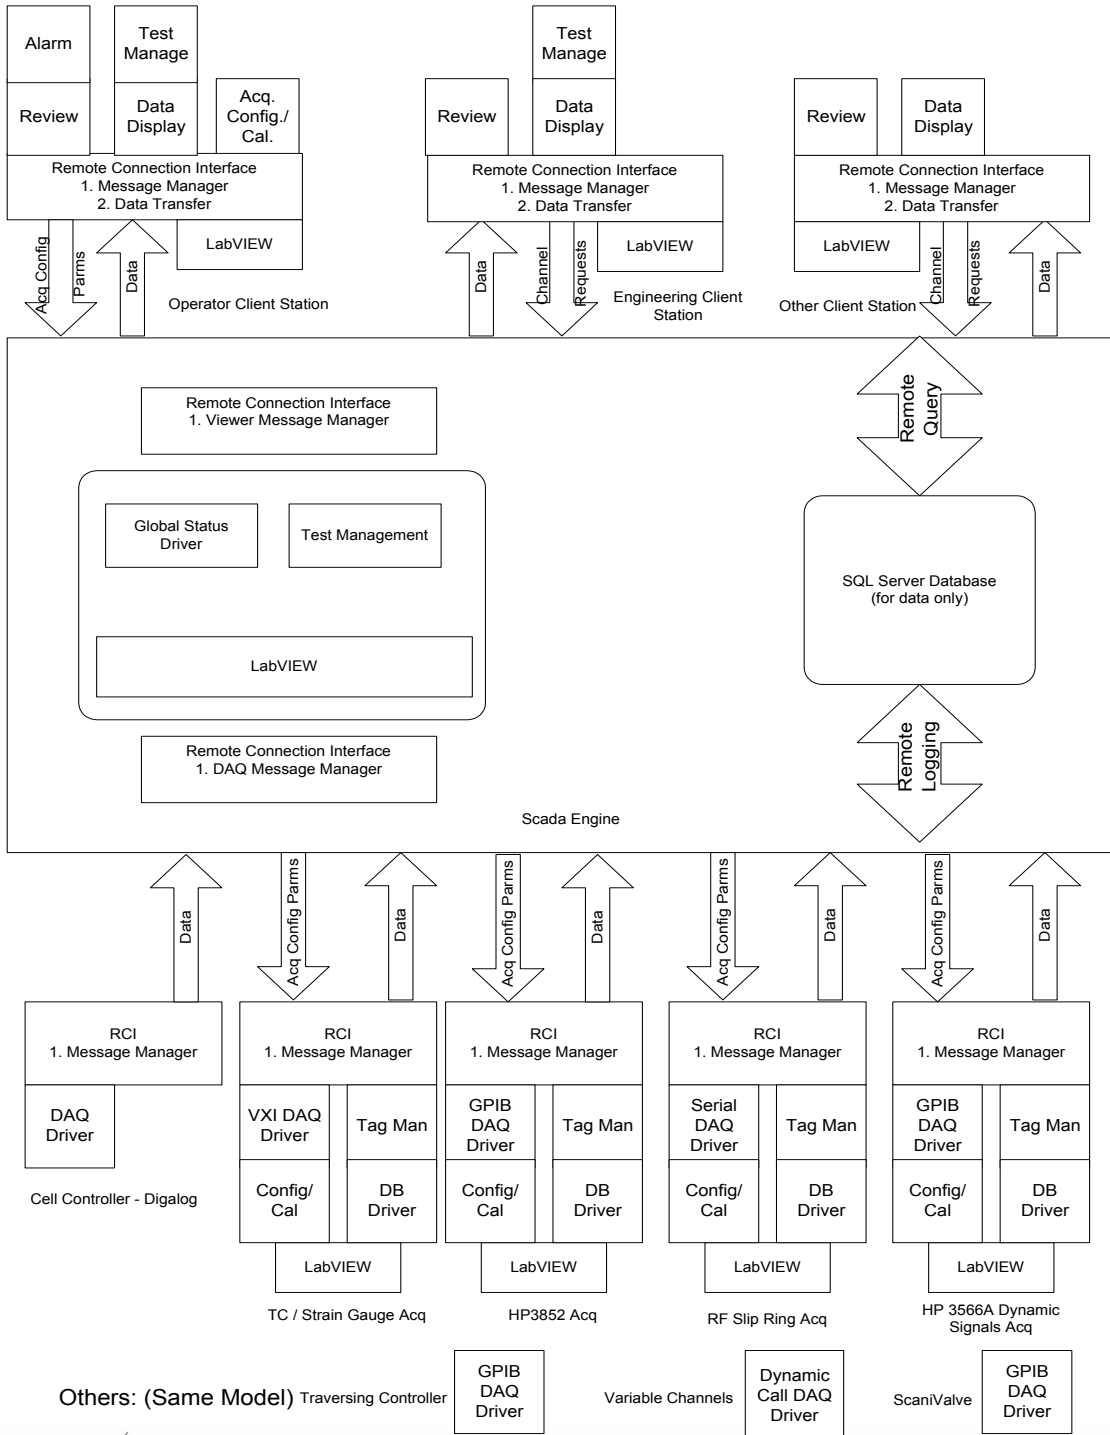 Alarm
Test
Manage
Review
Data
Display
Acq.
Config./
Cal.
Remote Connection Interface
1. Message Manager
2. Data Transfer
LabVIEW
Acq Config
Parms
Data
Operator Client Station
Test
Manage
Review
Data
Display
Remote Connection Interface
1. Message Manager
2. Data Transfer
LabVIEW
Data
Channel
Requests
Engineering Client
Station
Review
Data
Display
Remote Connection Interface
1. Message Manager
2. Data Transfer
LabVIEW
Channel
Requests
Data
Other Client Station
Remote Connection Interface
1. Viewer Message Manager
Global Status
Driver
Test Management
LabVIEW
Remote Connection Interface
1. DAQ Message Manager
Remote
Query
SQL Server Database
(for data only)
Remote
Logging
Scada Engine
Data
Acq Config Parms
Data
Acq Config Parms
Data
Acq Config Parms
Data
Acq Config Parms
Data
RCI
1. Message Manager
DAQ
Driver
Cell Controller - Digalog
RCI
1. Message Manager
VXI DAQ
Driver
Tag Man
Config/
Cal
DB
Driver
LabVIEW
TC / Strain Gauge Acq
RCI
1. Message Manager
GPIB
DAQ
Driver
Tag Man
Config/
Cal
DB
Driver
LabVIEW
HP3852 Acq
RCI
1. Message Manager
Serial
DAQ
Driver
Tag Man
Config/
Cal
DB
Driver
LabVIEW
RF Slip Ring Acq
RCI
1. Message Manager
GPIB
DAQ
Driver
Tag Man
Config/
Cal
DB
Driver
LabVIEW
HP 3566A Dynamic
Signals Acq
Others: (Same Model)
Traversing Controller
GPIB
DAQ
Driver
Variable Channels
Dynamic
Call DAQ
Driver
ScaniValve
GPIB
DAQ
Driver